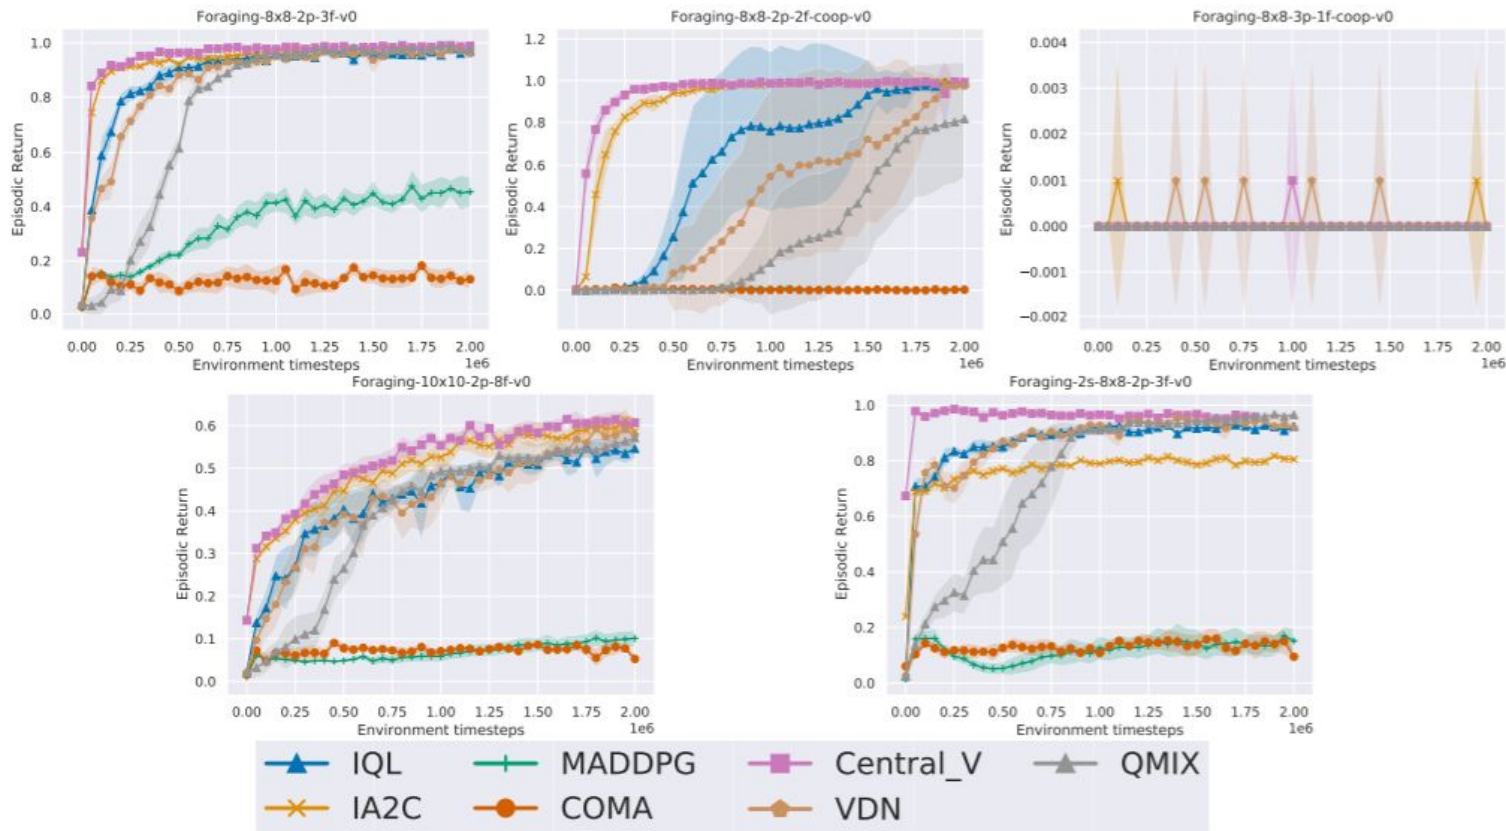 Foraging-8x8-2p-3f-v0
Episodic Return
1.0
0.8
0.6
0.4
0.2
0.0
0.00 0.25 0.50 0.75 1.00 1.25 1.50 1.75 2.00
Environment timesteps
1e6
Foraging-8x8-2p-2f-coop-v0
Episodic Return
1.2
1.0
0.8
0.6
0.4
0.2
0.0
0.00 0.25 0.50 0.75 1.00 1.25 1.50 1.75 2.00
Environment timesteps
1e6
Foraging-8x8-3p-1f-coop-v0
Episodic Return
0.004
0.003
0.002
0.001
0.000
−0.001
−0.002
0.00 0.25 0.50 0.75 1.00 1.25 1.50 1.75 2.00
Environment timesteps
1e6
Foraging-10x10-2p-8f-v0
Episodic Return
0.6
0.5
0.4
0.3
0.2
0.1
0.0
0.00 0.25 0.50 0.75 1.00 1.25 1.50 1.75 2.00
Environment timesteps
1e6
Foraging-2s-8x8-2p-3f-v0
Episodic Return
1.0
0.8
0.6
0.4
0.2
0.0
0.00 0.25 0.50 0.75 1.00 1.25 1.50 1.75 2.00
Environment timesteps
1e6
IQL MADDPG Central_V QMIX
IA2C COMA VDN